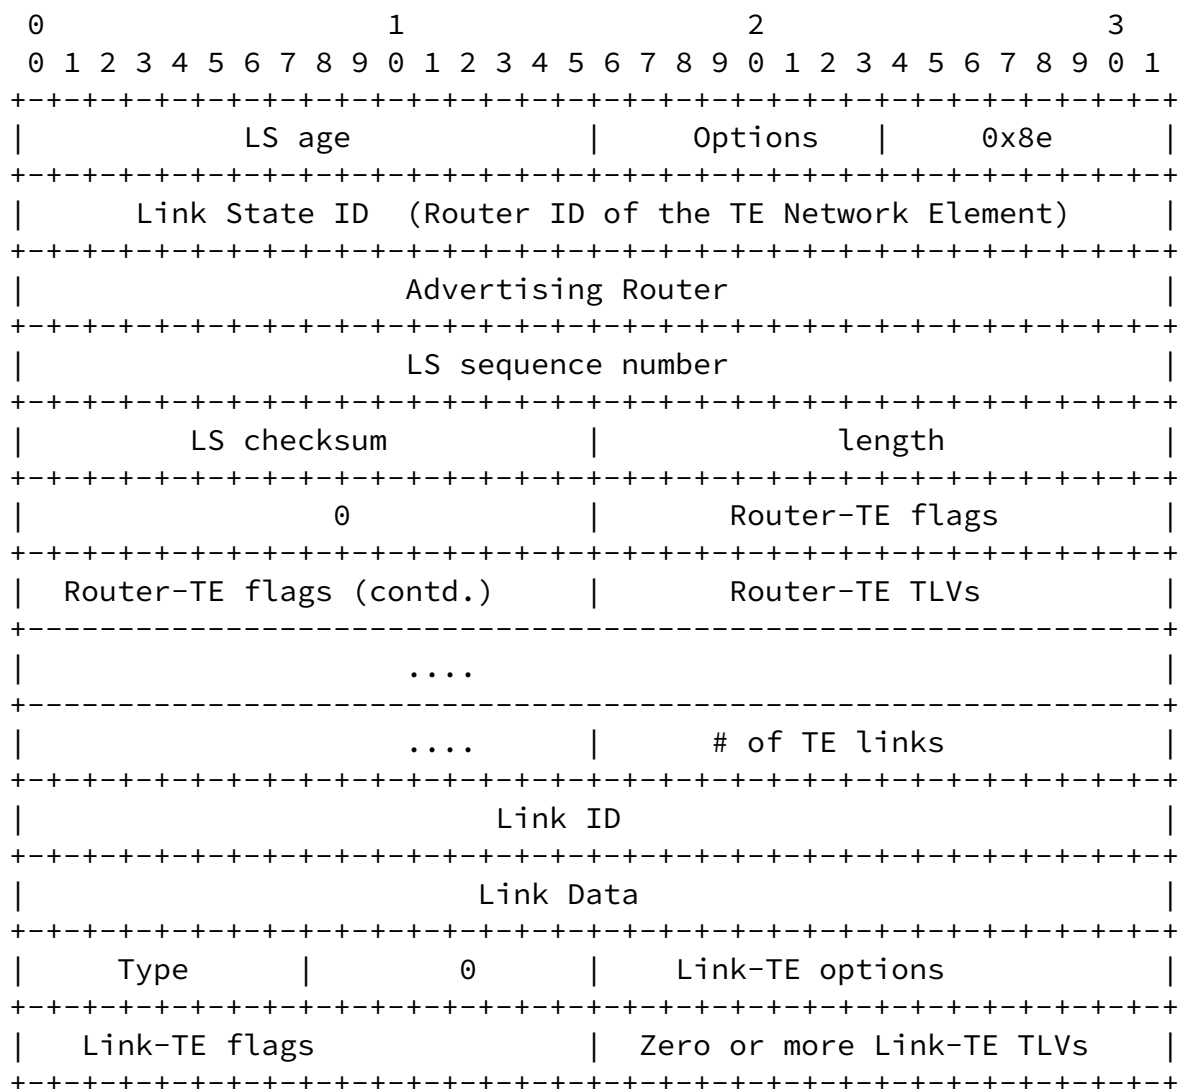 0                   1                   2                   3
 0 1 2 3 4 5 6 7 8 9 0 1 2 3 4 5 6 7 8 9 0 1 2 3 4 5 6 7 8 9 0 1
+-+-+-+-+-+-+-+-+-+-+-+-+-+-+-+-+-+-+-+-+-+-+-+-+-+-+-+-+-+-+-+-+
|            LS age             |     Options   |     0x8e      |
+-+-+-+-+-+-+-+-+-+-+-+-+-+-+-+-+-+-+-+-+-+-+-+-+-+-+-+-+-+-+-+-+
|      Link State ID  (Router ID of the TE Network Element)     |
+-+-+-+-+-+-+-+-+-+-+-+-+-+-+-+-+-+-+-+-+-+-+-+-+-+-+-+-+-+-+-+-+
|                     Advertising Router                        |
+-+-+-+-+-+-+-+-+-+-+-+-+-+-+-+-+-+-+-+-+-+-+-+-+-+-+-+-+-+-+-+-+
|                     LS sequence number                        |
+-+-+-+-+-+-+-+-+-+-+-+-+-+-+-+-+-+-+-+-+-+-+-+-+-+-+-+-+-+-+-+-+
|         LS checksum           |             length            |
+-+-+-+-+-+-+-+-+-+-+-+-+-+-+-+-+-+-+-+-+-+-+-+-+-+-+-+-+-+-+-+-+
|                 0             |       Router-TE flags         |
+-+-+-+-+-+-+-+-+-+-+-+-+-+-+-+-+-+-+-+-+-+-+-+-+-+-+-+-+-+-+-+-+
|  Router-TE flags (contd.)     |       Router-TE TLVs          |
+---------------------------------------------------------------+
|                     ....                                      |
+---------------------------------------------------------------+
|                     ....      |      # of TE links            |
+-+-+-+-+-+-+-+-+-+-+-+-+-+-+-+-+-+-+-+-+-+-+-+-+-+-+-+-+-+-+-+-+
|                          Link ID                              |
+-+-+-+-+-+-+-+-+-+-+-+-+-+-+-+-+-+-+-+-+-+-+-+-+-+-+-+-+-+-+-+-+
|                         Link Data                             |
+-+-+-+-+-+-+-+-+-+-+-+-+-+-+-+-+-+-+-+-+-+-+-+-+-+-+-+-+-+-+-+-+
|     Type      |        0      |    Link-TE options            |
+-+-+-+-+-+-+-+-+-+-+-+-+-+-+-+-+-+-+-+-+-+-+-+-+-+-+-+-+-+-+-+-+
|   Link-TE flags               |  Zero or more Link-TE TLVs    |
+-+-+-+-+-+-+-+-+-+-+-+-+-+-+-+-+-+-+-+-+-+-+-+-+-+-+-+-+-+-+-+-+